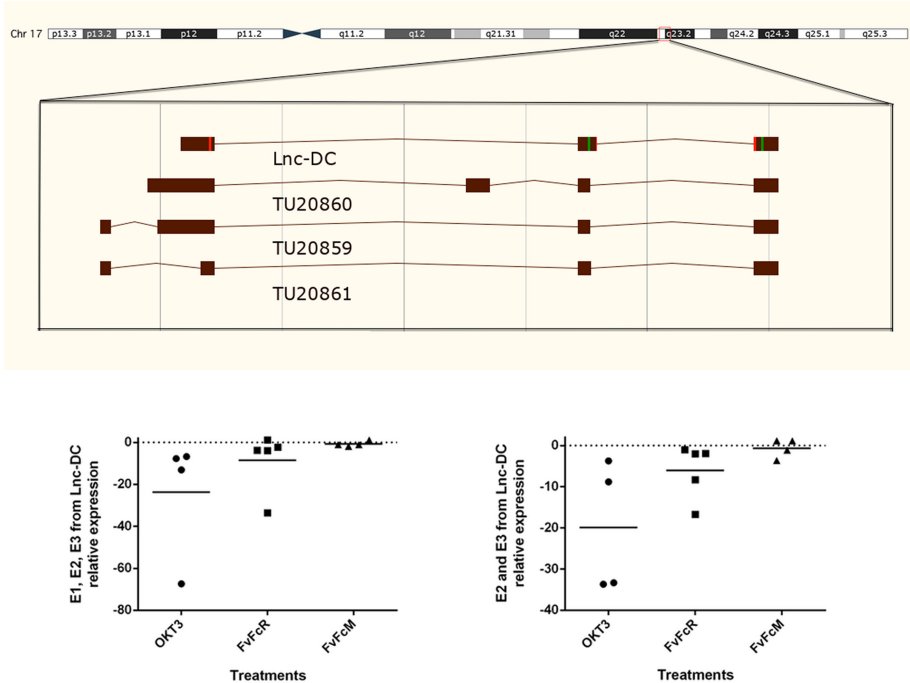 Chr 17 p13.3 p13.2 p13.1 p12 p11.2 q11.2 q12 q21.31 q22 q23.2 q24.2 q24.3 q25.1 q25.3
Lnc-DC
TU20860
TU20859
TU20861
E1, E2, E3 from Lnc-DC
relative expression
0
-20
-40
-60
-80
OKT3
FvFcR
FvFcM
Treatments
E2 and E3 from Lnc-DC
relative expression
0
-10
-20
-30
-40
OKT3
FvFcR
FvFcM
Treatments